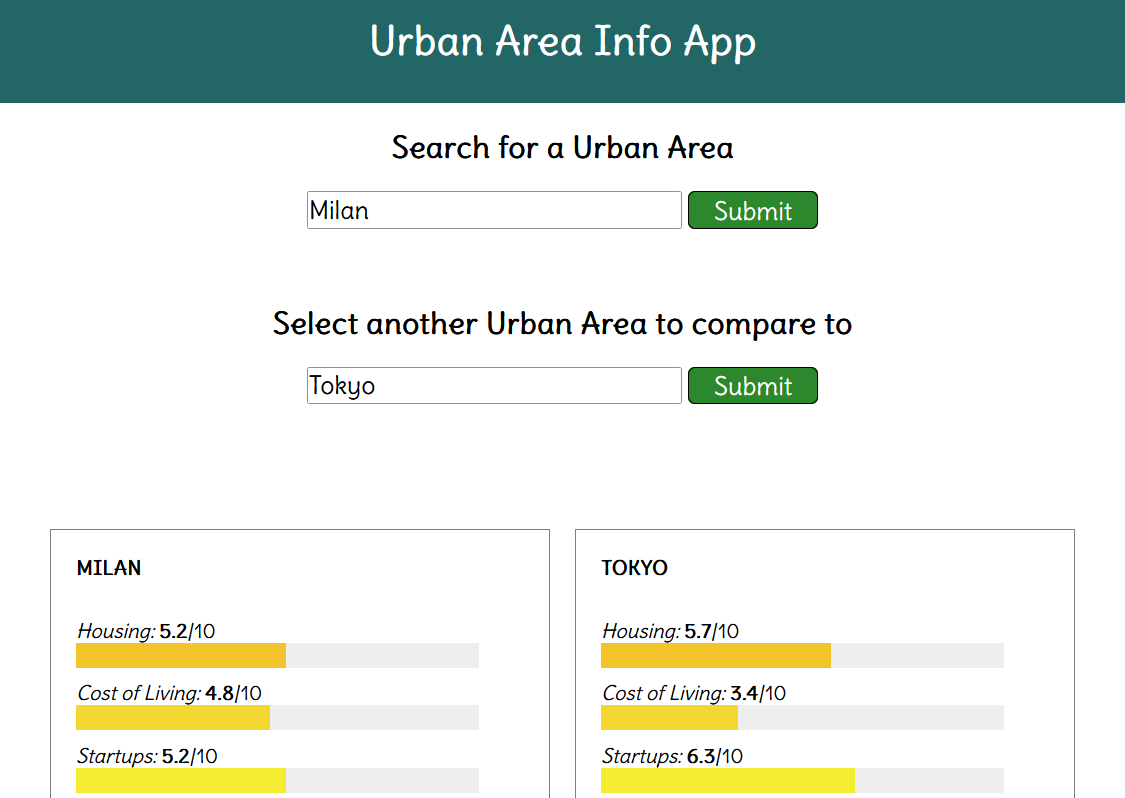 Urban Area Info App
Search for a Urban Area
Milan Submit
Select another Urban Area to compare to
Tokyo Submit
MILAN
Housing: 5.2/10
Cost of Living: 4.8/10
Startups: 5.2/10
TOKYO
Housing: 5.7/10
Cost of Living: 3.4/10
Startups: 6.3/10